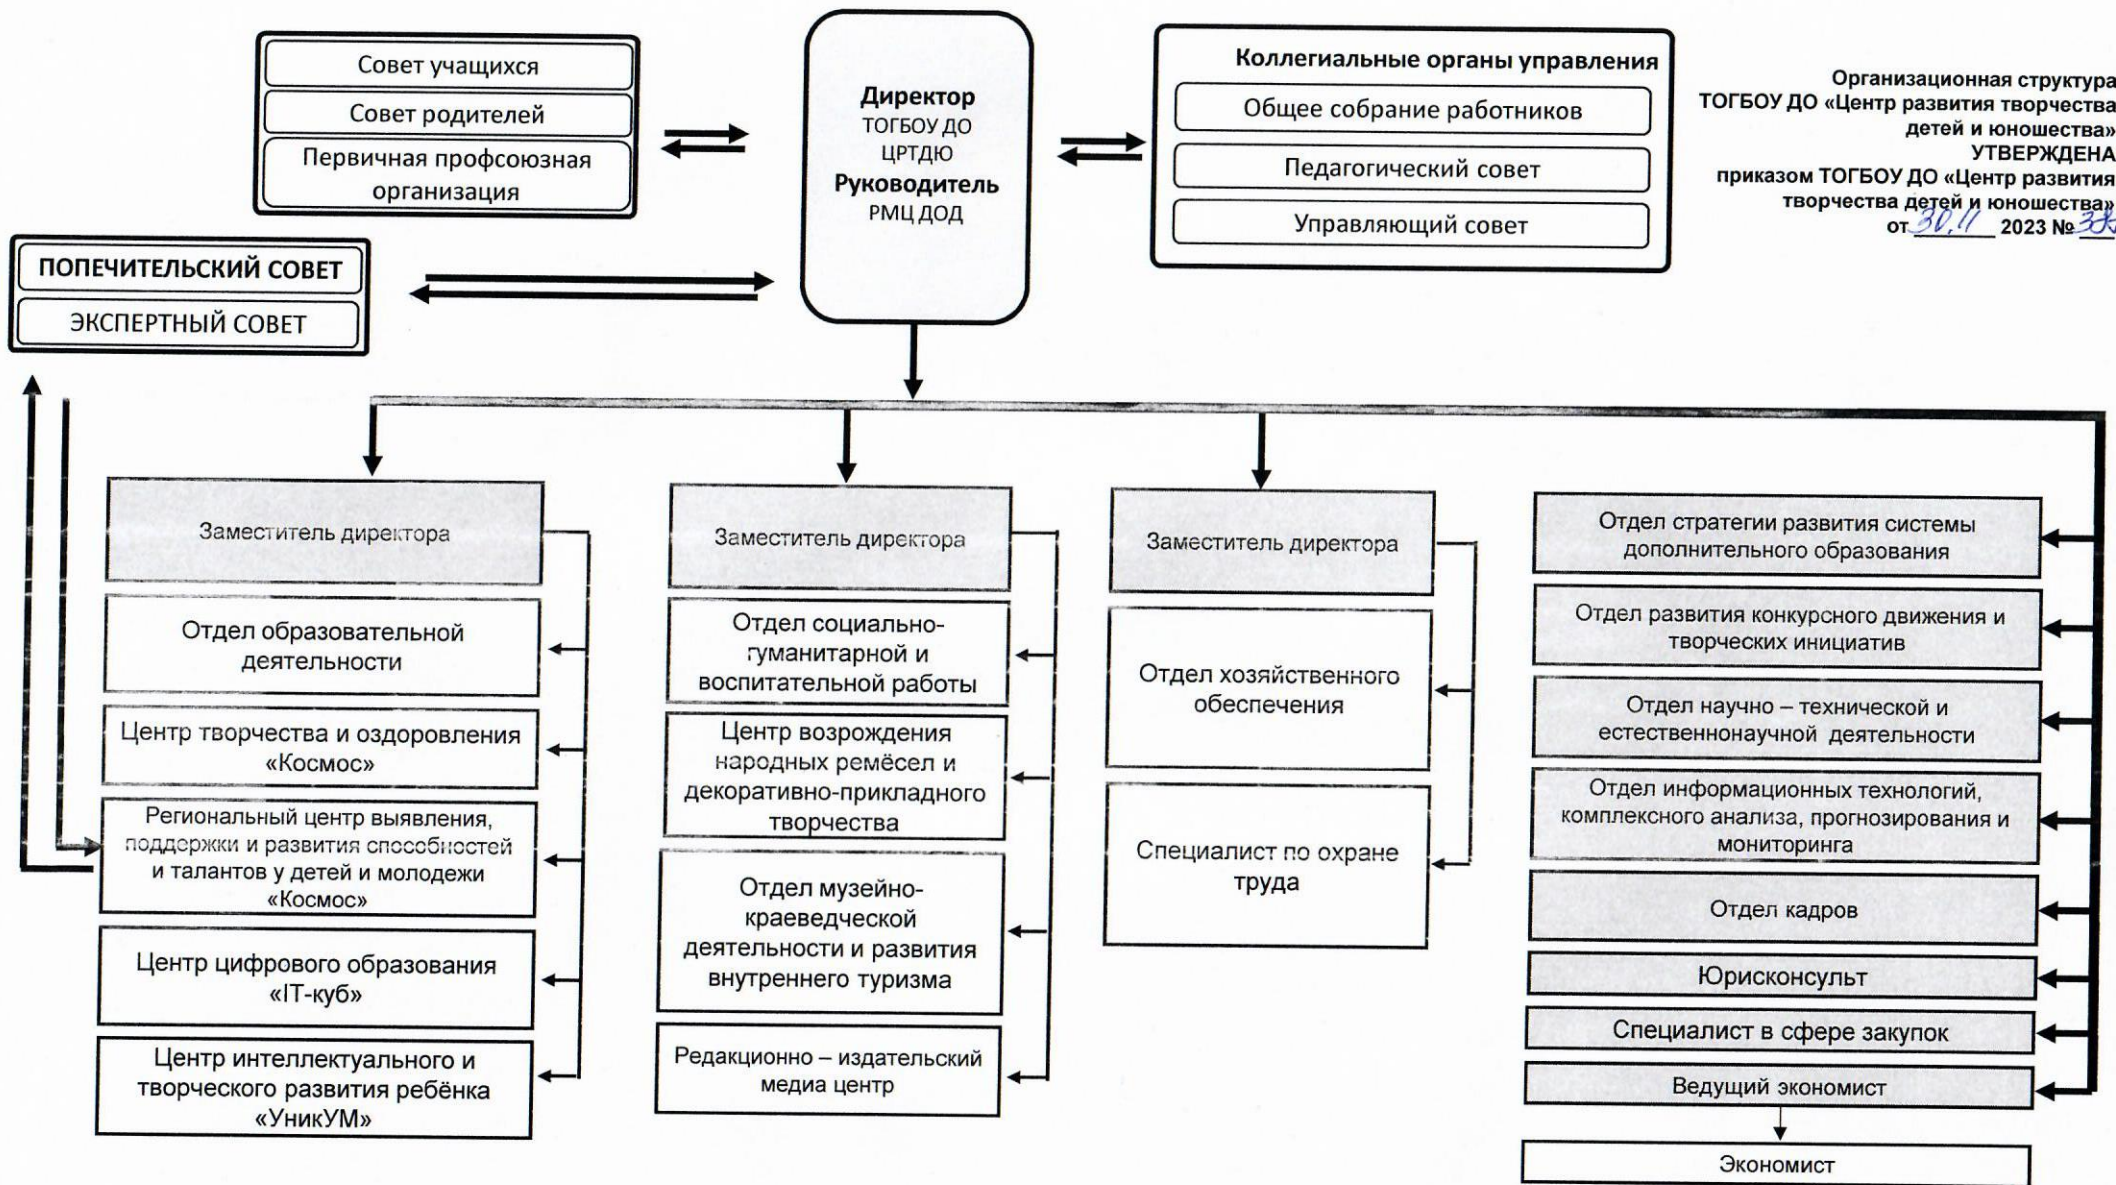 Совет учащихся
Совет родителей
Первичная профсоюзная
организация
Директор
ТОГБОУ ДО
ЦРТДЮ
Руководитель
РМЦ ДОД
Коллегиальные органы управления
Общее собрание работников
Педагогический совет
Управляющий совет
Организационная структура
ТОГБОУ ДО «Центр развития творчества
детей и юношества»
УТВЕРЖДЕНА
приказом ТОГБОУ ДО «Центр развития
творчества детей и юношества»
от 30.11 2023 №
ПОПЕЧИТЕЛЬСКИЙ СОВЕТ
ЭКСПЕРТНЫЙ СОВЕТ
Заместитель директора
Отдел образовательной
деятельности
Центр творчества и оздоровления
«Космос»
Региональный центр выявления,
поддержки и развития способностей
и талантов у детей и молодежи
«Космос»
Центр цифрового образования
«IT-куб»
Центр интеллектуального и
творческого развития ребёнка
«УникУМ»
Заместитель директора
Отдел социально-
гуманитарной и
воспитательной работы
Центр возрождения
народных ремёсел и
декоративно-прикладного
творчества
Отдел музейно-
краеведческой
деятельности и развития
внутреннего туризма
Редакционно – издательский
медиа центр
Заместитель директора
Отдел хозяйственного
обеспечения
Специалист по охране
труда
Отдел стратегии развития системы
дополнительного образования
Отдел развития конкурсного движения и
творческих инициатив
Отдел научно – технической и
естественнонаучной деятельности
Отдел информационных технологий,
комплексного анализа, прогнозирования и
мониторинга
Отдел кадров
Юрисконсульт
Специалист в сфере закупок
Ведущий экономист
Экономист